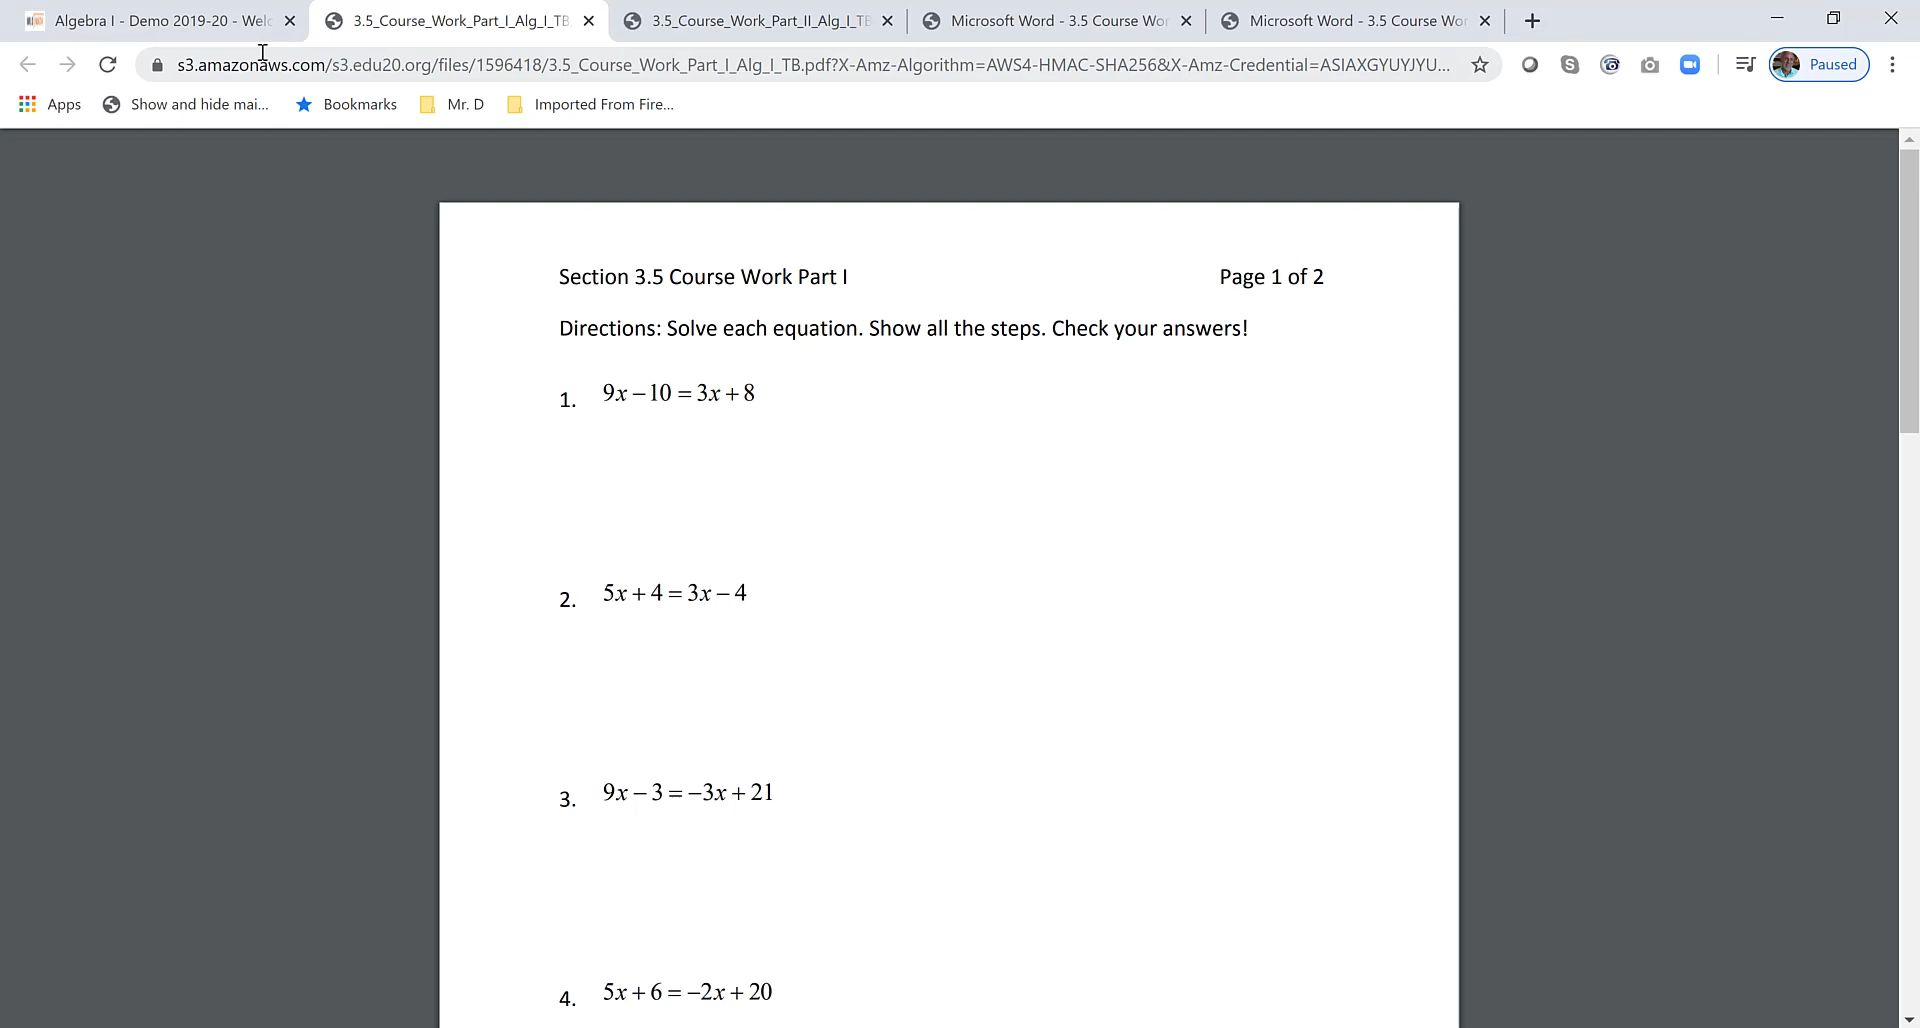 Algebra I - Demo 2019-20 - Welc
3.5_Course_Work_Part_I_Alg_I_TB
3.5_Course_Work_Part_II_Alg_I_TB
Microsoft Word - 3.5 Course Wor
Microsoft Word - 3.5 Course Wor
s3.amazonaws.com/s3.edu20.org/files/1596418/3.5_Course_Work_Part_I_Alg_I_TB.pdf?X-Amz-Algorithm=AWS4-HMAC-SHA256&X-Amz-Credential=ASIAXGYUYJYU...
Paused
Apps
Show and hide mai...
Bookmarks
Mr. D
Imported From Fire...
Section 3.5 Course Work Part I
Page 1 of 2
Directions: Solve each equation. Show all the steps. Check your answers!
1. 9x − 10 = 3x + 8
2. 5x + 4 = 3x − 4
3. 9x − 3 = −3x + 21
4. 5x + 6 = −2x + 20